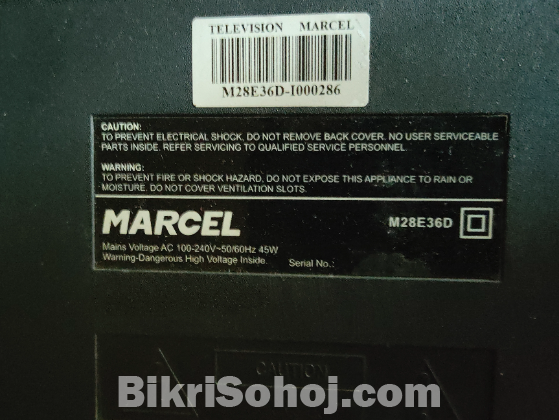 TELEVISION MARCEL
M28E36D-I000286
CAUTION:
TO PREVENT ELECTRICAL SHOCK, DO NOT REMOVE BACK COVER. NO USER SERVICEABLE
PARTS INSIDE. REFER SERVICING TO QUALIFIED SERVICE PERSONNEL.
WARNING:
TO PREVENT FIRE OR SHOCK HAZARD, DO NOT EXPOSE THIS APPLIANCE TO RAIN OR
MOISTURE. DO NOT COVER VENTILATION SLOTS.
MARCEL M28E36D
Mains Voltage AC 100-240V~50/60Hz 45W
Warning-Dangerous High Voltage Inside. Serial No.:
CAUTION
BikriSohoj.com